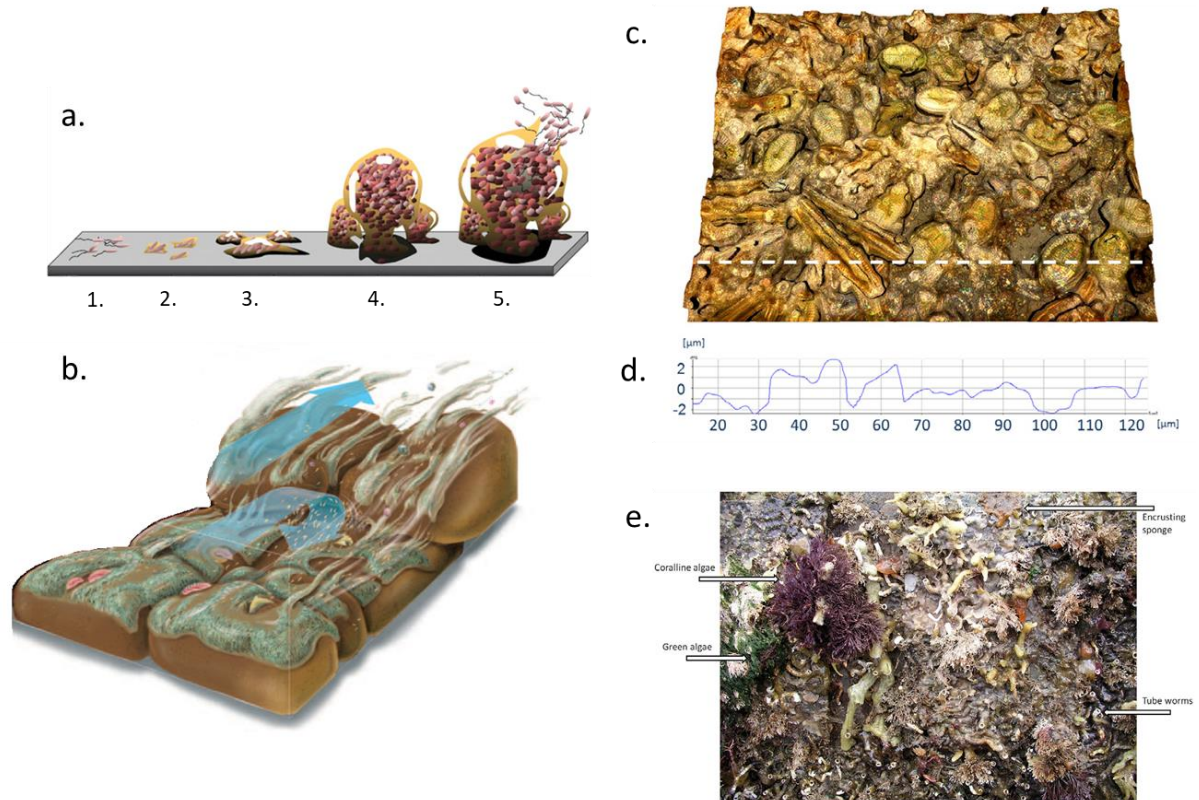 a.
1. 2. 3. 4. 5.
b.
c.
d.
[µm]
2
0
-2
20 30 40 50 60 70 80 90 100 110 120 [µm]
e.
Encrusting
sponge
Coralline algae
Green algae
Tube worms